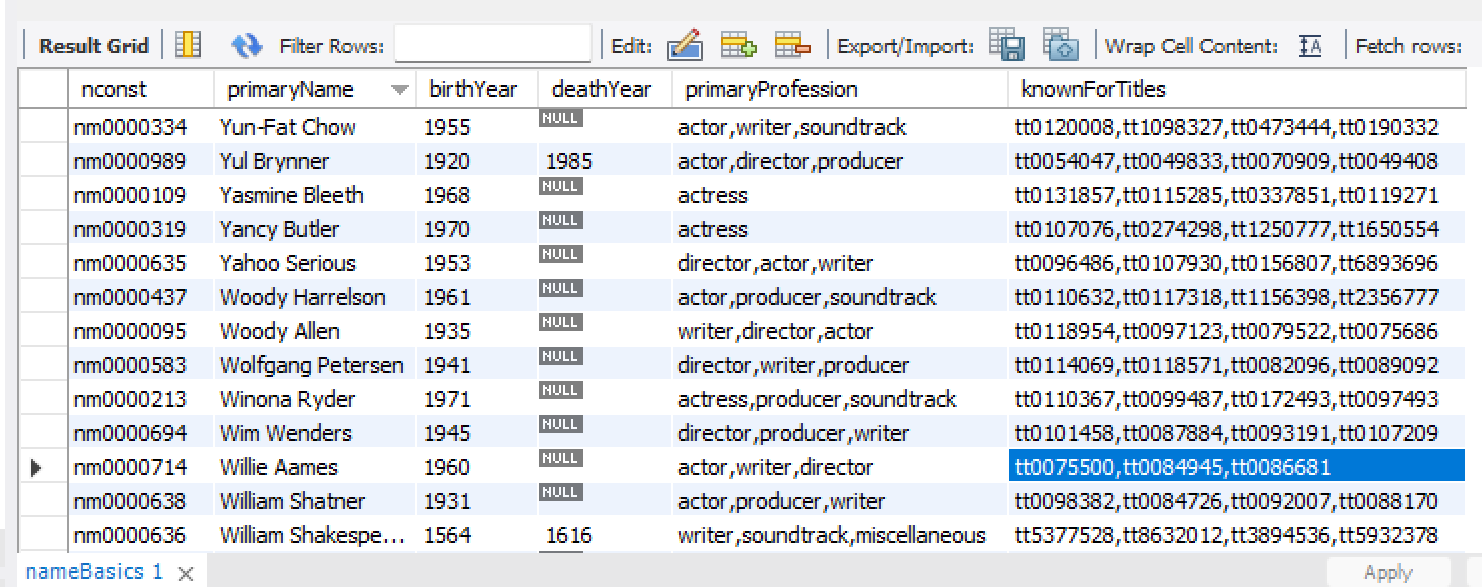 Result Grid Filter Rows: Edit: Export/Import: Wrap Cell Content: Fetch rows:
nconst primaryName birthYear deathYear primaryProfession knownForTitles
nm0000334 Yun-Fat Chow 1955 NULL actor,writer,soundtrack tt0120008,tt1098327,tt0473444,tt0190332
nm0000989 Yul Brynner 1920 1985 actor,director,producer tt0054047,tt0049833,tt0070909,tt0049408
nm0000109 Yasmine Bleeth 1968 NULL actress tt0131857,tt0115285,tt0337851,tt0119271
nm0000319 Yancy Butler 1970 NULL actress tt0107076,tt0274298,tt1250777,tt1650554
nm0000635 Yahoo Serious 1953 NULL director,actor,writer tt0096486,tt0107930,tt0156807,tt6893696
nm0000437 Woody Harrelson 1961 NULL actor,producer,soundtrack tt0110632,tt0117318,tt1156398,tt2356777
nm0000095 Woody Allen 1935 NULL writer,director,actor tt0118954,tt0097123,tt0079522,tt0075686
nm0000583 Wolfgang Petersen 1941 NULL director,writer,producer tt0114069,tt0118571,tt0082096,tt0089092
nm0000213 Winona Ryder 1971 NULL actress,producer,soundtrack tt0110367,tt0099487,tt0172493,tt0097493
nm0000694 Wim Wenders 1945 NULL director,producer,writer tt0101458,tt0087884,tt0093191,tt0107209
nm0000714 Willie Aames 1960 NULL actor,writer,director tt0075500,tt0084945,tt0086681
nm0000638 William Shatner 1931 NULL actor,producer,writer tt0098382,tt0084726,tt0092007,tt0088170
nm0000636 William Shakespe... 1564 1616 writer,soundtrack,miscellaneous tt5377528,tt8632012,tt3894536,tt5932378
nameBasics 1 Apply